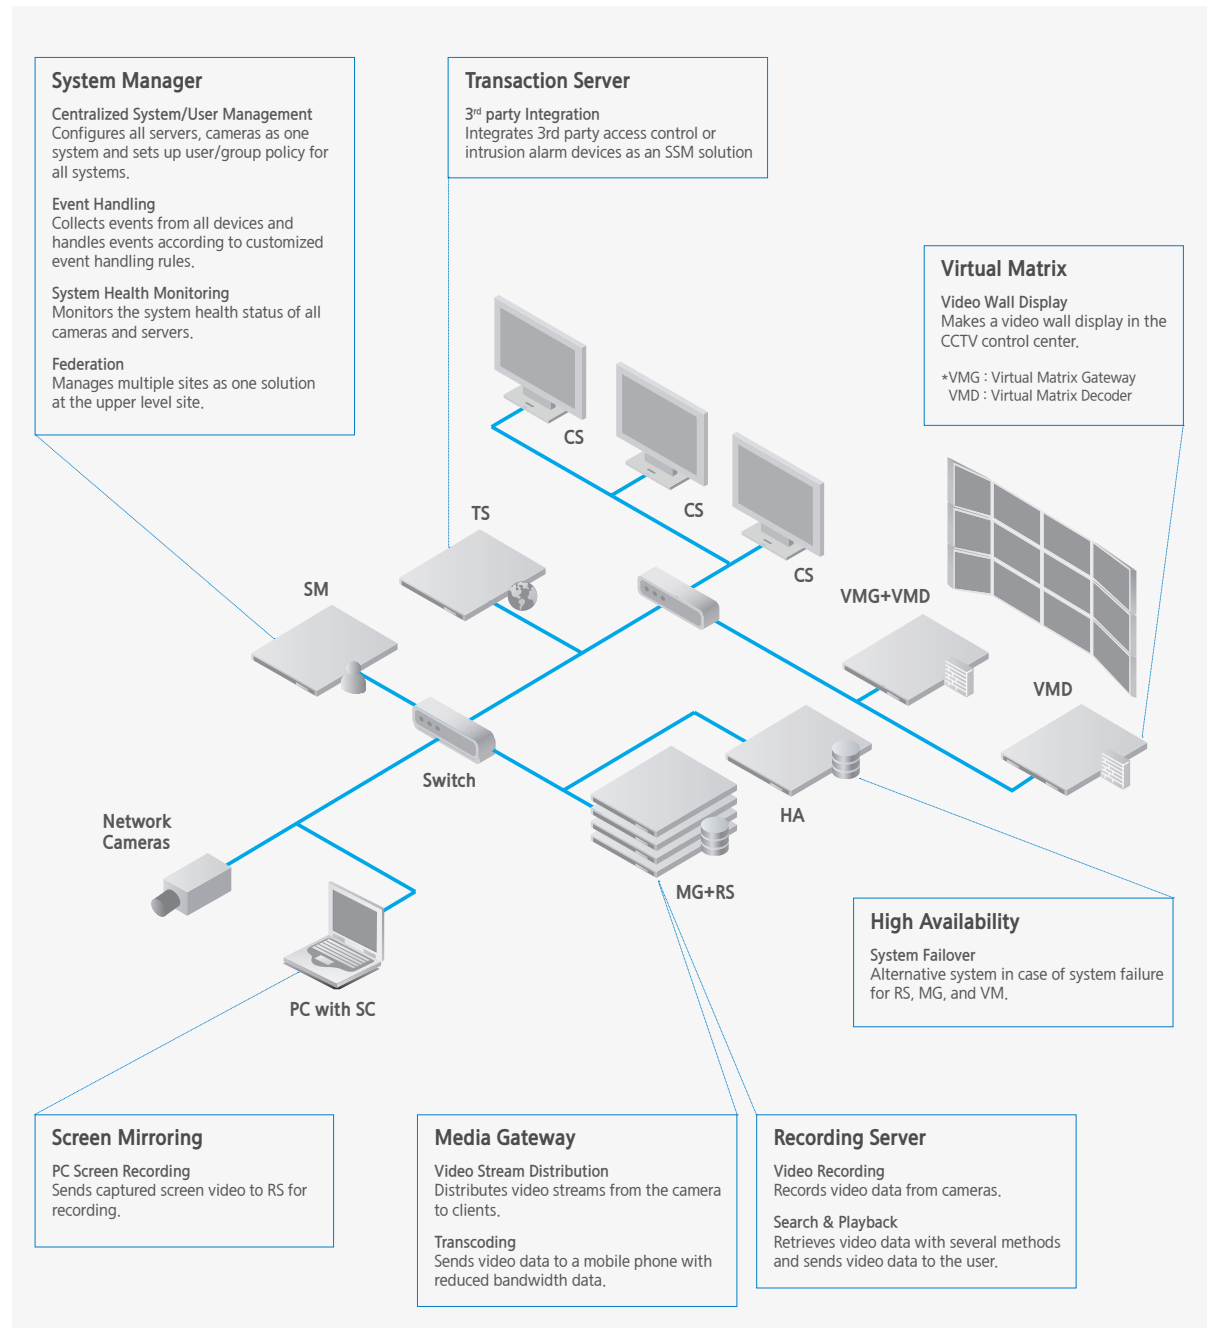 System Manager
Centralized System/User Management
Configures all servers, cameras as one
system and sets up user/group policy for
all systems.
Event Handling
Collects events from all devices and
handles events according to customized
event handling rules.
System Health Monitoring
Monitors the system health status of all
cameras and servers.
Federation
Manages multiple sites as one solution
at the upper level site.
Transaction Server
3rd party Integration
Integrates 3rd party access control or
intrusion alarm devices as an SSM solution
Virtual Matrix
Video Wall Display
Makes a video wall display in the
CCTV control center.
*VMG : Virtual Matrix Gateway
VMD : Virtual Matrix Decoder
CS
CS
CS
TS
SM
VMG+VMD
VMD
Switch
HA
Network
Cameras
MG+RS
PC with SC
High Availability
System Failover
Alternative system in case of system failure
for RS, MG, and VM.
Screen Mirroring
PC Screen Recording
Sends captured screen video to RS for
recording.
Media Gateway
Video Stream Distribution
Distributes video streams from the camera
to clients.
Transcoding
Sends video data to a mobile phone with
reduced bandwidth data.
Recording Server
Video Recording
Records video data from cameras.
Search & Playback
Retrieves video data with several methods
and sends video data to the user.